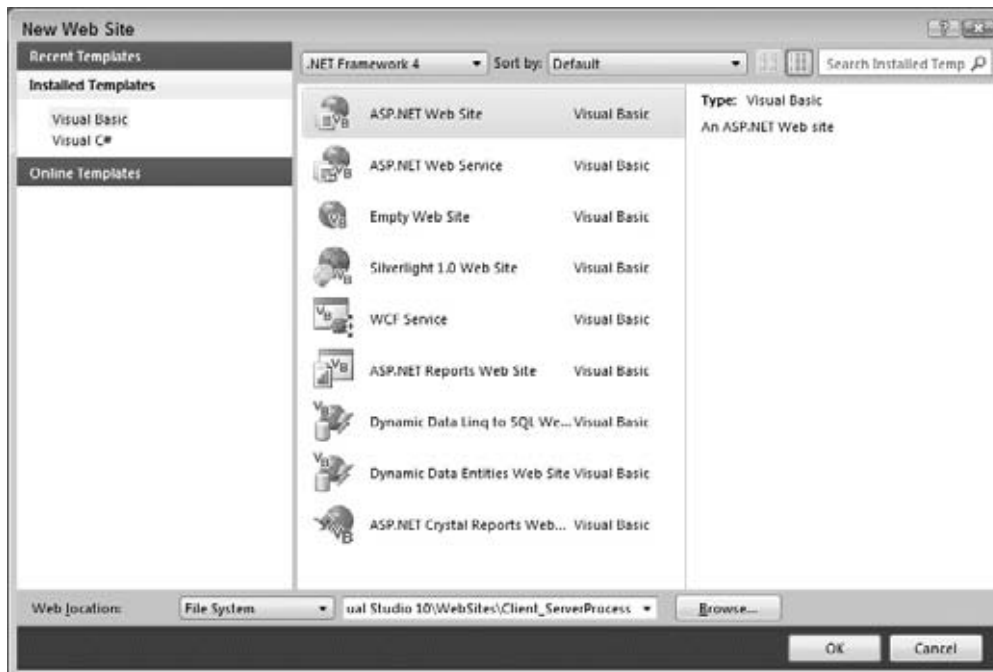 New Web Site
Recent Templates
Installed Templates
Visual Basic
Visual C#
Online Templates
.NET Framework 4
Sort by: Default
Search Installed Temp
ASP.NET Web Site Visual Basic
ASP.NET Web Service Visual Basic
Empty Web Site Visual Basic
Silverlight 1.0 Web Site Visual Basic
WCF Service Visual Basic
ASP.NET Reports Web Site Visual Basic
Dynamic Data Linq to SQL We... Visual Basic
Dynamic Data Entities Web Site Visual Basic
ASP.NET Crystal Reports Web... Visual Basic
Type: Visual Basic
An ASP.NET Web site
Web location: File System ual Studio 10\WebSites\Client_ServerProcess Browse...
OK Cancel